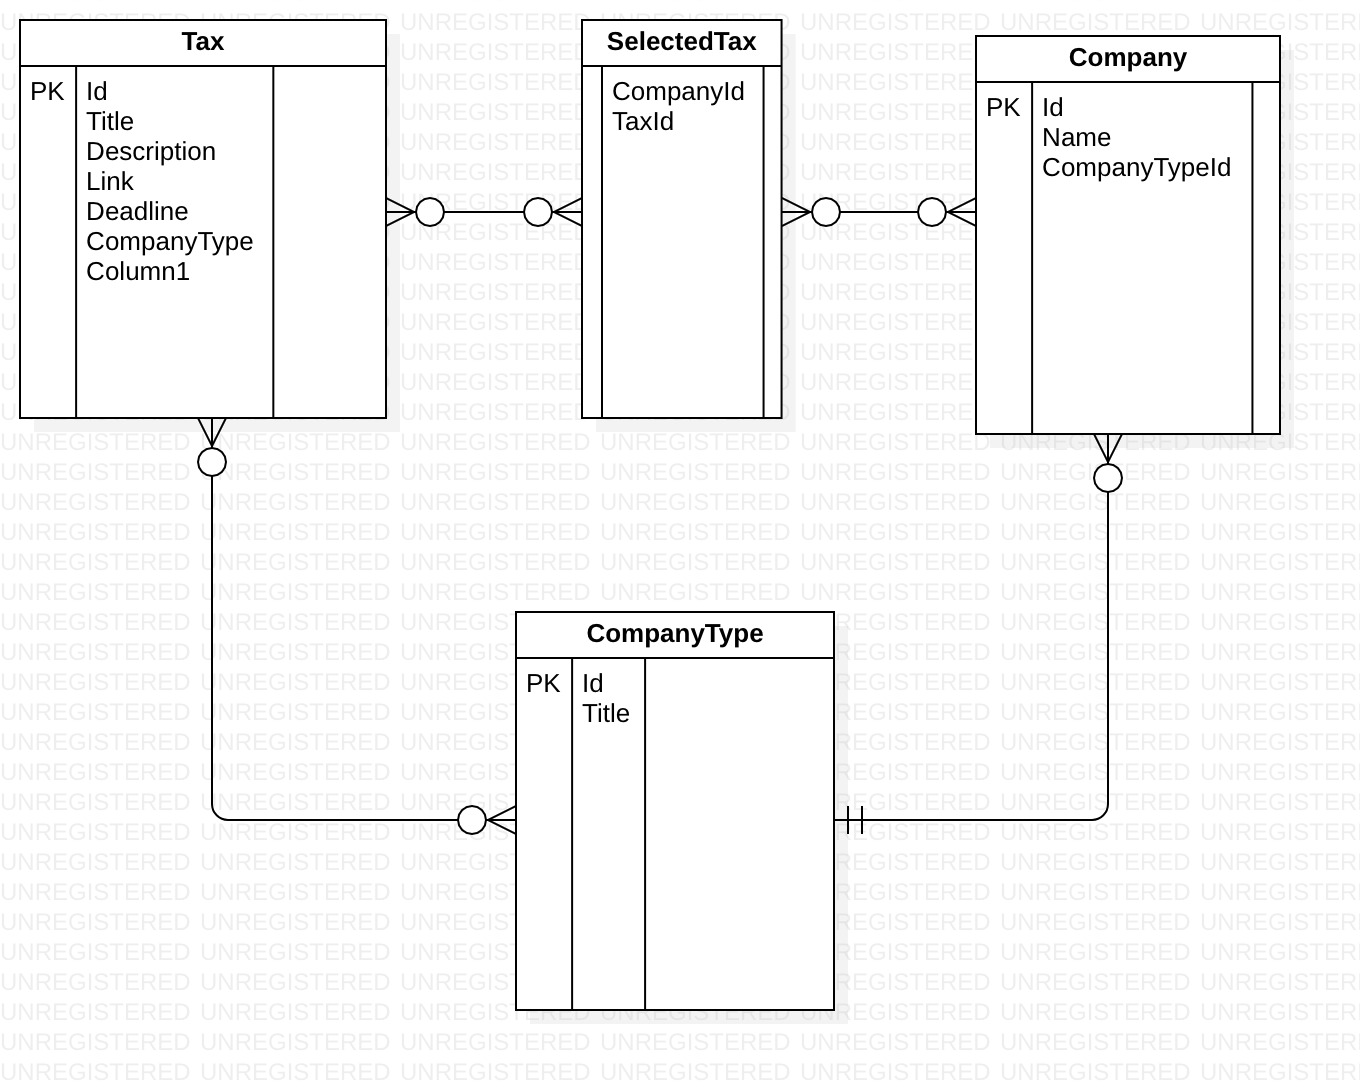 Tax
PK Id
Title
Description
Link
Deadline
CompanyType
Column1
SelectedTax
CompanyId
TaxId
Company
PK Id
Name
CompanyTypeId
CompanyType
PK Id
Title
UNREGISTERED